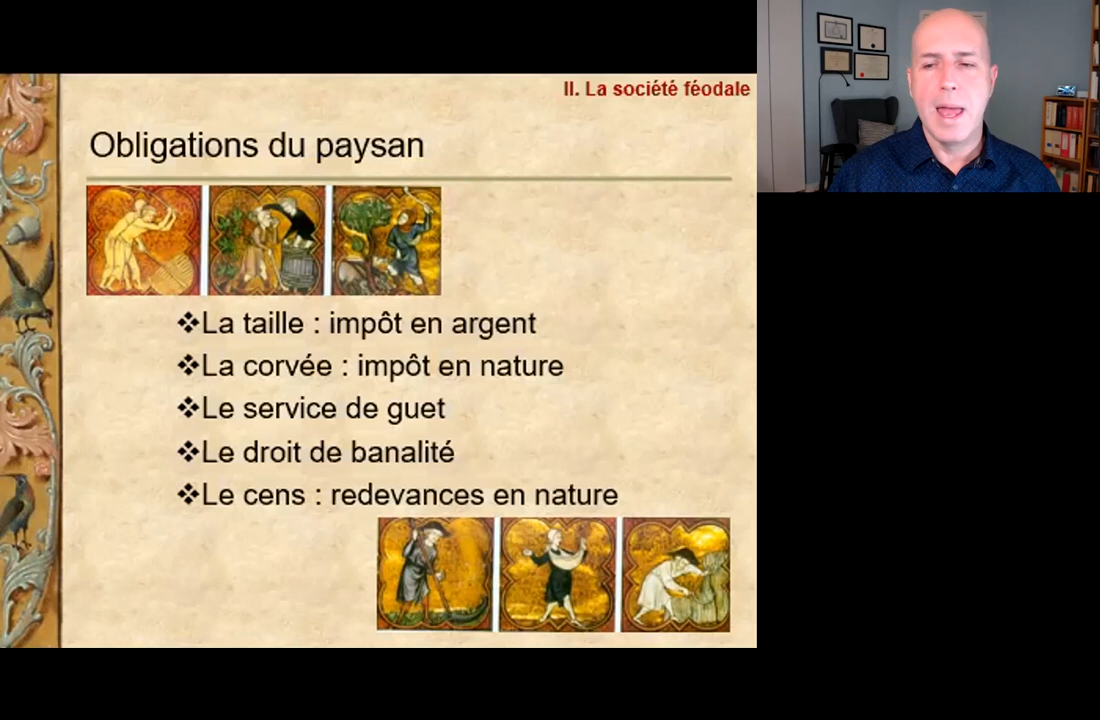 II. La société féodale
Obligations du paysan
❖La taille : impôt en argent
❖La corvée : impôt en nature
❖Le service de guet
❖Le droit de banalité
❖Le cens : redevances en nature